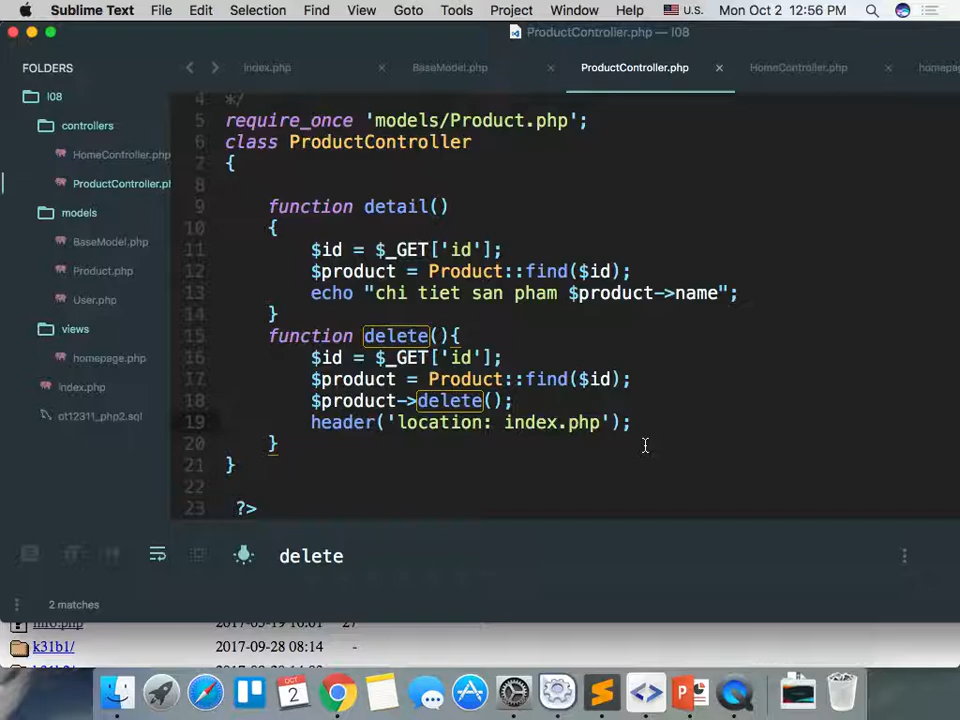 Sublime Text File Edit Selection Find View Goto Tools Project Window Help U.S. Mon Oct 2 12:56 PM
ProductController.php — l08
FOLDERS
index.php BaseModel.php ProductController.php HomeController.php homepag
l08
controllers
HomeController.php
ProductController.pl
models
BaseModel.php
Product.php
User.php
views
homepage.php
index.php
ot12311_php2.sql
4 */
5 require_once 'models/Product.php';
6 class ProductController
7 {
8
9 function detail()
10 {
11 $id = $_GET['id'];
12 $product = Product::find($id);
13 echo "chi tiet san pham $product->name";
14 }
15 function delete(){
16 $id = $_GET['id'];
17 $product = Product::find($id);
18 $product->delete();
19 header('location: index.php');
20 }
21 }
22
23 ?>
delete
2 matches
k31b1/ 2017-09-28 08:14 -
OCT
2